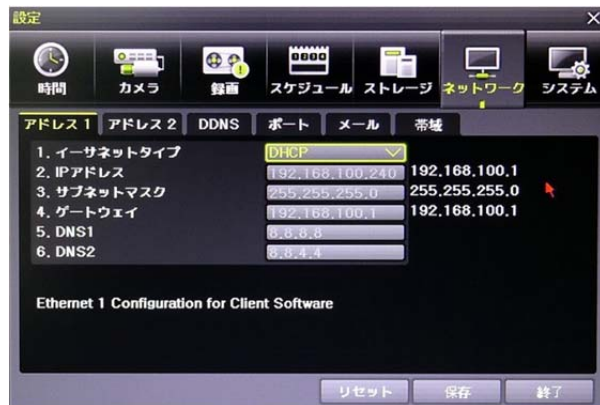 設定
時間 カメラ 録画 スケジュール ストレージ ネットワーク システム
アドレス 1 アドレス 2 DDNS ポート メール 帯域
1. イーサネットタイプ DHCP
2. IPアドレス 192.168.100.240 192.168.100.1
3. サブネットマスク 255.255.255.0 255.255.255.0
4. ゲートウェイ 192.168.100.1 192.168.100.1
5. DNS1 8.8.8.8
6. DNS2 8.8.4.4
Ethernet 1 Configuration for Client Software
リセット 保存 終了